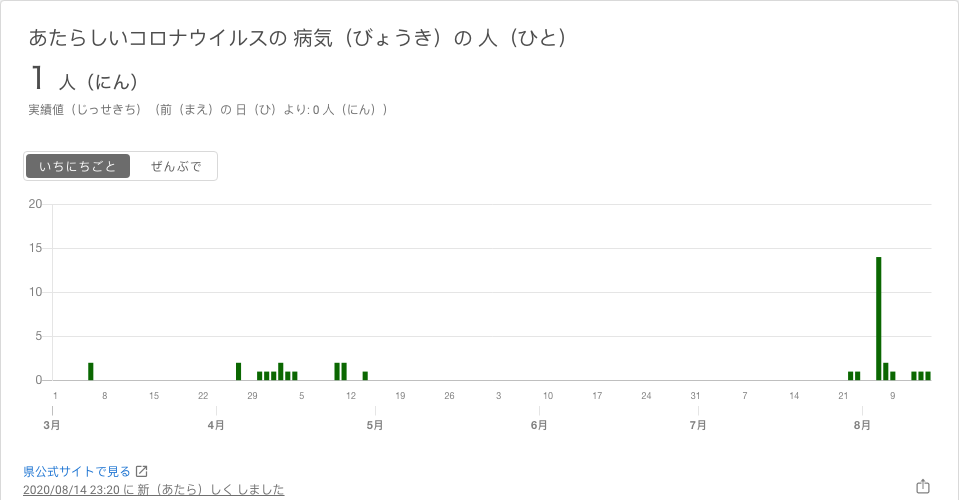 あたらしいコロナウイルスの 病気（びょうき）の 人（ひと）
1 人（にん）
実績値（じっせきち）（前（まえ）の 日（ひ）より: 0 人（にん））
いちにちごと ぜんぶで
20
15
10
5
0
1 8 15 22 29 5 12 19 26 3 10 17 24 31 7 14 21 9
3月 4月 5月 6月 7月 8月
県公式サイトで見る
2020/08/14 23:20 に 新（あたら）しく しました